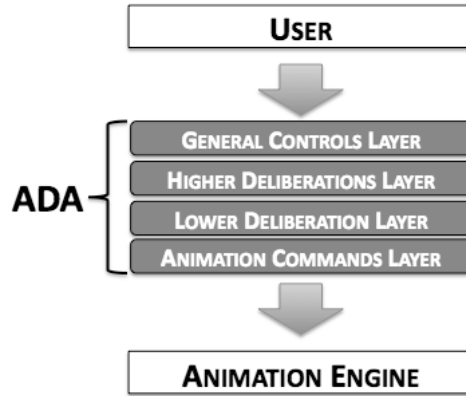 USER
GENERAL CONTROLS LAYER
HIGHER DELIBERATIONS LAYER
ADA
LOWER DELIBERATION LAYER
ANIMATION COMMANDS LAYER
ANIMATION ENGINE